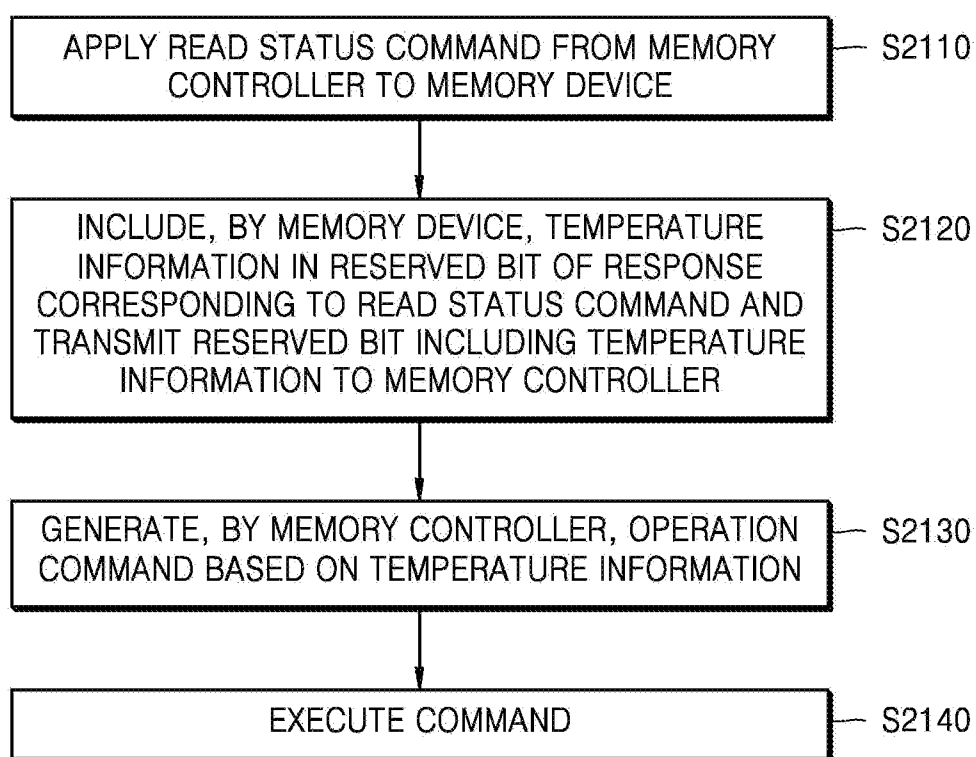 APPLY READ STATUS COMMAND FROM MEMORY
CONTROLLER TO MEMORY DEVICE
S2110
INCLUDE, BY MEMORY DEVICE, TEMPERATURE
INFORMATION IN RESERVED BIT OF RESPONSE
CORRESPONDING TO READ STATUS COMMAND AND
TRANSMIT RESERVED BIT INCLUDING TEMPERATURE
INFORMATION TO MEMORY CONTROLLER
S2120
GENERATE, BY MEMORY CONTROLLER, OPERATION
COMMAND BASED ON TEMPERATURE INFORMATION
S2130
EXECUTE COMMAND
S2140